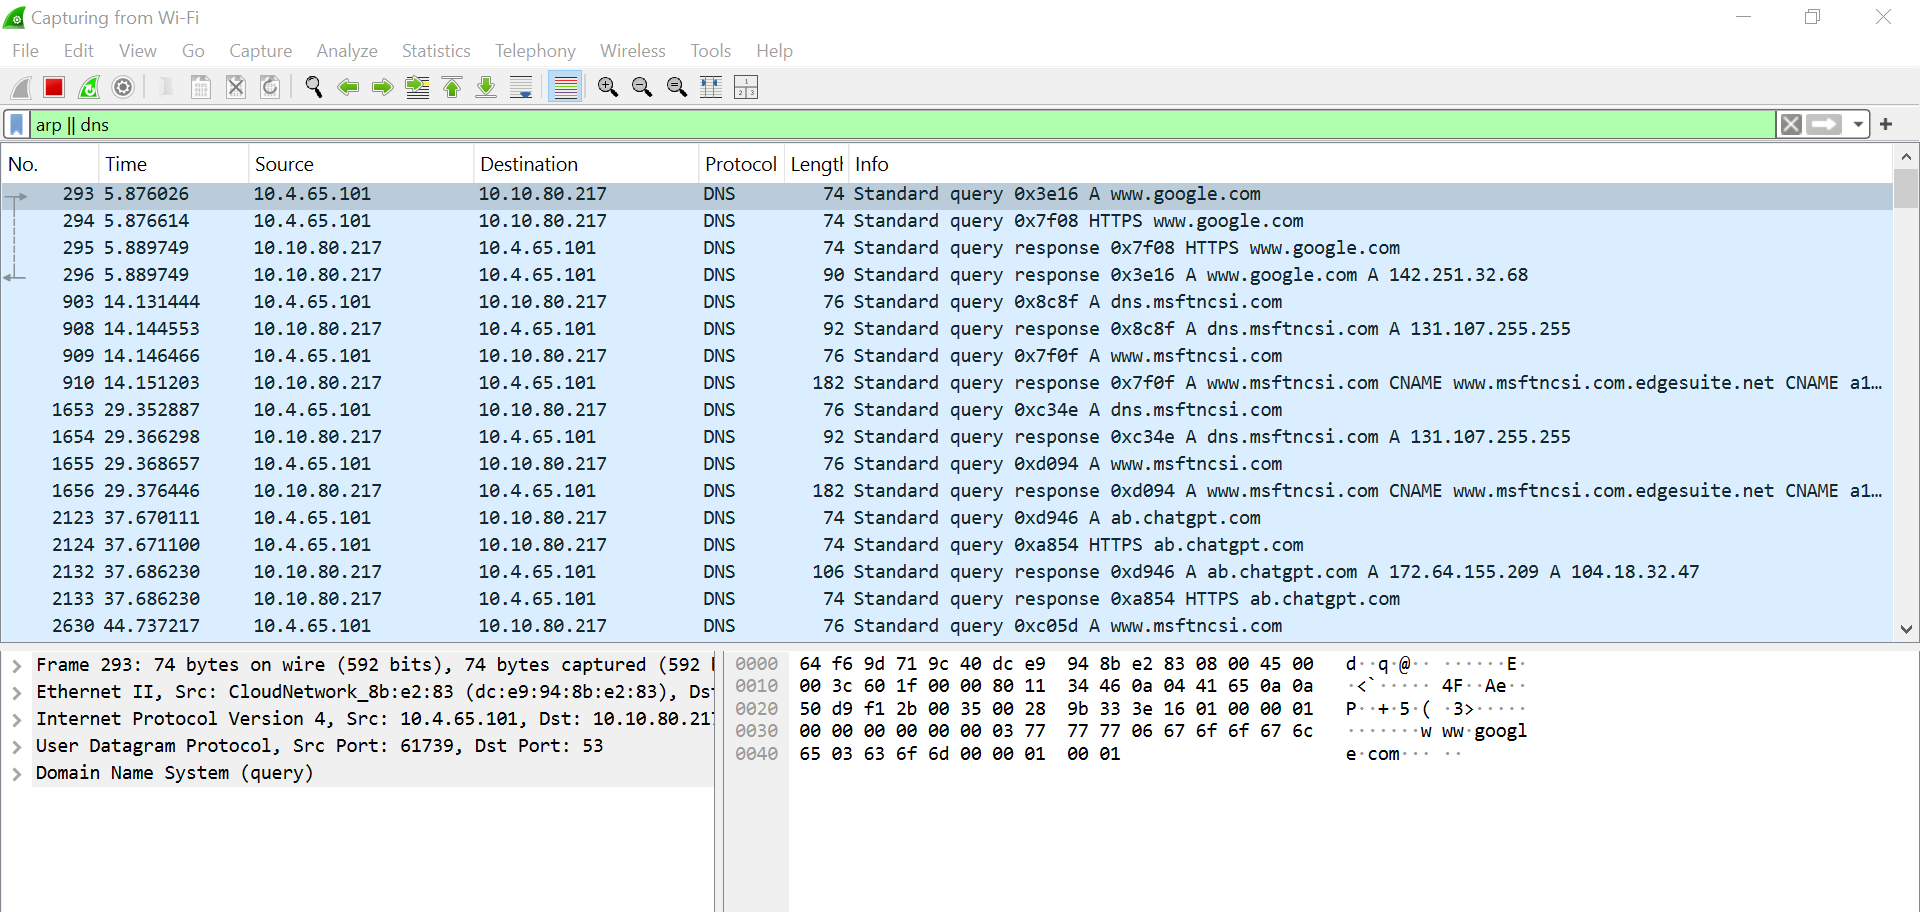 Capturing from Wi-Fi
File Edit View Go Capture Analyze Statistics Telephony Wireless Tools Help
arp || dns
No. Time Source Destination Protocol Lengtl Info
293 5.876026 10.4.65.101 10.10.80.217 DNS 74 Standard query 0x3e16 A www.google.com
294 5.876614 10.4.65.101 10.10.80.217 DNS 74 Standard query 0x7f08 HTTPS www.google.com
295 5.889749 10.10.80.217 10.4.65.101 DNS 74 Standard query response 0x7f08 HTTPS www.google.com
296 5.889749 10.10.80.217 10.4.65.101 DNS 90 Standard query response 0x3e16 A www.google.com A 142.251.32.68
903 14.131444 10.4.65.101 10.10.80.217 DNS 76 Standard query 0x8c8f A dns.msftncsi.com
908 14.144553 10.10.80.217 10.4.65.101 DNS 92 Standard query response 0x8c8f A dns.msftncsi.com A 131.107.255.255
909 14.146466 10.4.65.101 10.10.80.217 DNS 76 Standard query 0x7f0f A www.msftncsi.com
910 14.151203 10.10.80.217 10.4.65.101 DNS 182 Standard query response 0x7f0f A www.msftncsi.com CNAME www.msftncsi.com.edgesuite.net CNAME a1…
1653 29.352887 10.4.65.101 10.10.80.217 DNS 76 Standard query 0xc34e A dns.msftncsi.com
1654 29.366298 10.10.80.217 10.4.65.101 DNS 92 Standard query response 0xc34e A dns.msftncsi.com A 131.107.255.255
1655 29.368657 10.4.65.101 10.10.80.217 DNS 76 Standard query 0xd094 A www.msftncsi.com
1656 29.376446 10.10.80.217 10.4.65.101 DNS 182 Standard query response 0xd094 A www.msftncsi.com CNAME www.msftncsi.com.edgesuite.net CNAME a1…
2123 37.670111 10.4.65.101 10.10.80.217 DNS 74 Standard query 0xd946 A ab.chatgpt.com
2124 37.671100 10.4.65.101 10.10.80.217 DNS 74 Standard query 0xa854 HTTPS ab.chatgpt.com
2132 37.686230 10.10.80.217 10.4.65.101 DNS 106 Standard query response 0xd946 A ab.chatgpt.com A 172.64.155.209 A 104.18.32.47
2133 37.686230 10.10.80.217 10.4.65.101 DNS 74 Standard query response 0xa854 HTTPS ab.chatgpt.com
2630 44.737217 10.4.65.101 10.10.80.217 DNS 76 Standard query 0xc05d A www.msftncsi.com
Frame 293: 74 bytes on wire (592 bits), 74 bytes captured (592
Ethernet II, Src: CloudNetwork_8b:e2:83 (dc:e9:94:8b:e2:83), Dst
Internet Protocol Version 4, Src: 10.4.65.101, Dst: 10.10.80.217
User Datagram Protocol, Src Port: 61739, Dst Port: 53
Domain Name System (query)
0000 64 f6 9d 71 9c 40 dc e9 94 8b e2 83 08 00 45 00 d··q·@·· ······E·
0010 00 3c 60 1f 00 00 80 11 34 46 0a 04 41 65 0a 0a ·<`····· 4F··Ae··
0020 50 d9 f1 2b 00 35 00 28 9b 33 3e 16 01 00 00 01 P··+·5·( ·3>·····
0030 00 00 00 00 00 00 03 77 77 77 06 67 6f 6f 67 6c ·······w ww·googl
0040 65 03 63 6f 6d 00 00 01 00 01 e·com··· ··